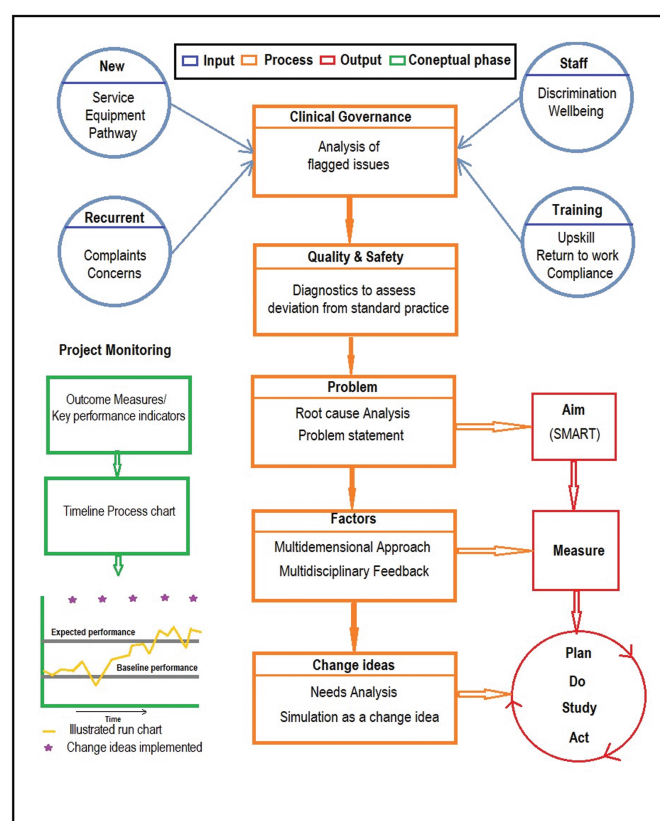 Input Process Output Coneptual phase
New
Service
Equipment
Pathway
Staff
Discrimination
Wellbeing
Clinical Governance
Analysis of
flagged issues
Recurrent
Complaints
Concerns
Training
Upskill
Return to work
Compliance
Quality & Safety
Diagnostics to assess
deviation from standard practice
Project Monitoring
Outcome Measures/
Key performance indicators
Timeline Process chart
Expected performance
Baseline performance
Time
Illustrated run chart
Change ideas implemented
Problem
Root cause Analysis
Problem statement
Factors
Multidemensional Approach
Multidisciplinary Feedback
Change ideas
Needs Analysis
Simulation as a change idea
Aim
(SMART)
Measure
Plan
Do
Study
Act